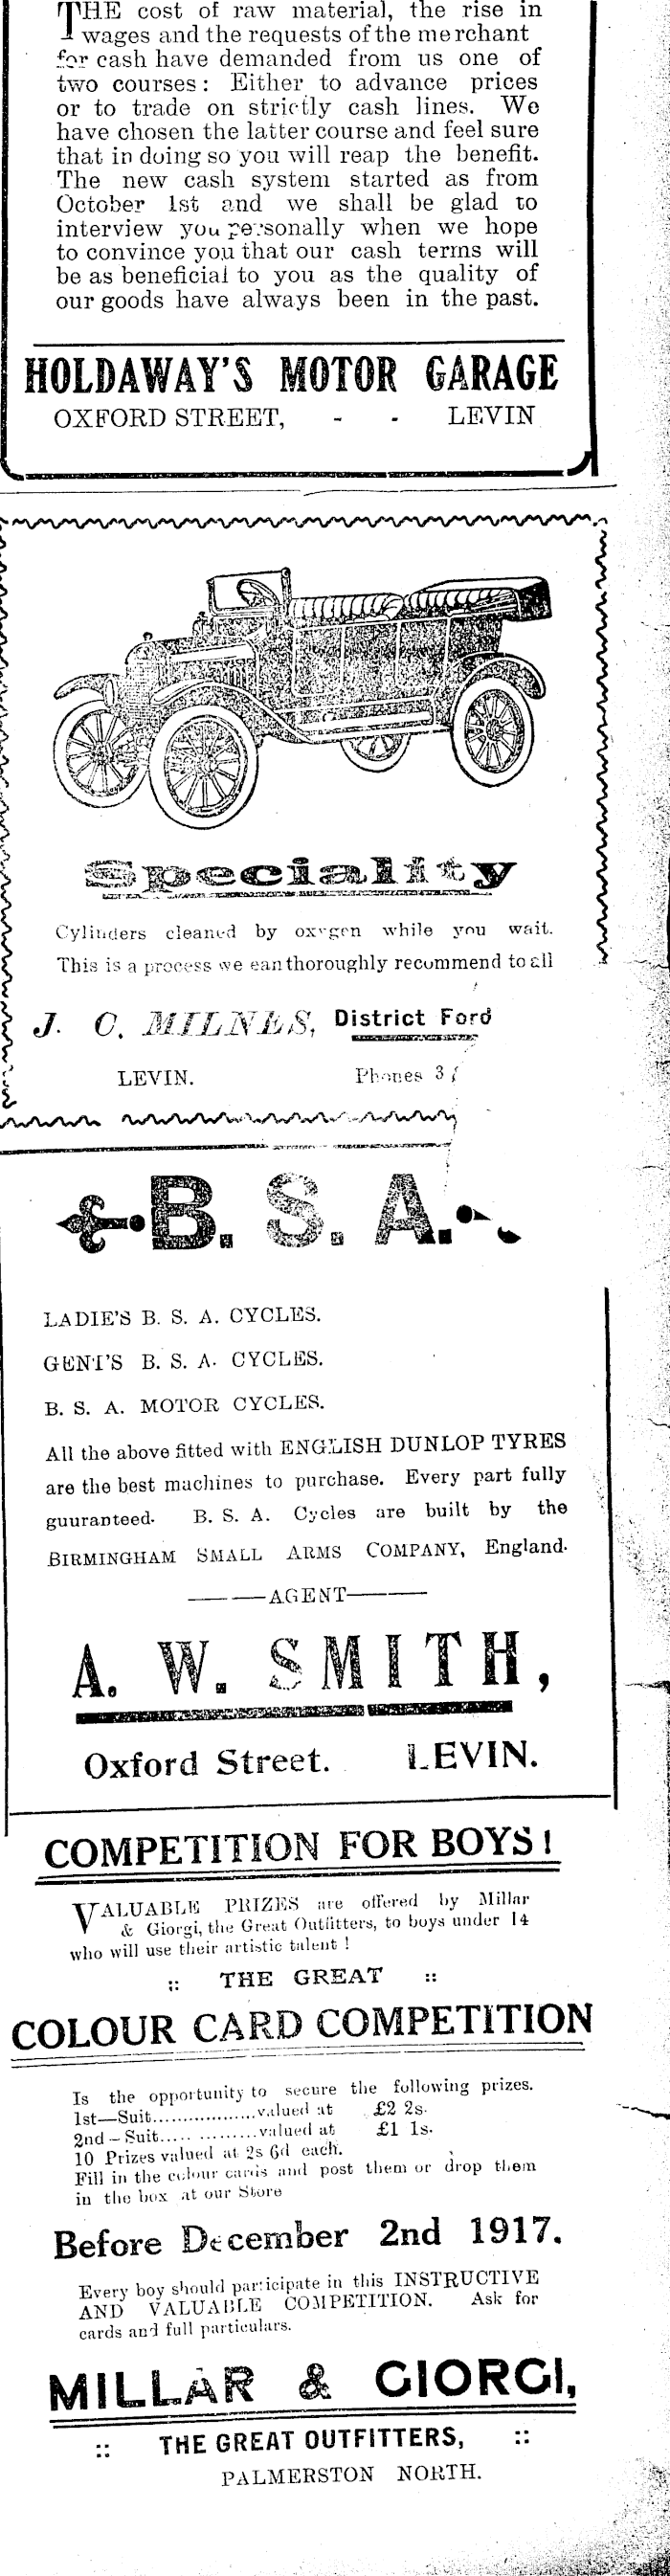 THE cost of raw material, the rise in
wages and the requests of the merchant
for cash have demanded from us one of
two courses: Either to advance prices
or to trade on strictly cash lines. We
have chosen the latter course and feel sure
that in doing so you will reap the benefit.
The new cash system started as from
October 1st and we shall be glad to
interview you personally when we hope
to convince you that our cash terms will
be as beneficial to you as the quality of
our goods have always been in the past.
HOLDAWAY'S MOTOR GARAGE
OXFORD STREET, - - LEVIN
Speciality
Cylinders cleaned by oxygen while you wait.
This is a process we can thoroughly recommend to all
J. C. MILNES, District Ford
LEVIN. Phones 3
B. S. A.
LADIE'S B. S. A. CYCLES.
GENT'S B. S. A. CYCLES.
B. S. A. MOTOR CYCLES.
All the above fitted with ENGLISH DUNLOP TYRES
are the best machines to purchase. Every part fully
guuranteed. B. S. A. Cycles are built by the
BIRMINGHAM SMALL ARMS COMPANY, England.
———AGENT———
A. W. SMITH,
Oxford Street. LEVIN.
COMPETITION FOR BOYS!
VALUABLE PRIZES are offered by Millar
& Giorgi, the Great Outfitters, to boys under 14
who will use their artistic talent!
:: THE GREAT ::
COLOUR CARD COMPETITION
Is the opportunity to secure the following prizes.
1st—Suit..................valued at £2 2s.
2nd—Suit..... ..........valued at £1 1s.
10 Prizes valued at 2s 6d each.
Fill in the colour cards and post them or drop them
in the box at our Store
Before December 2nd 1917.
Every boy should participate in this INSTRUCTIVE
AND VALUABLE COMPETITION. Ask for
cards and full particulars.
MILLAR & GIORGI,
:: THE GREAT OUTFITTERS, ::
PALMERSTON NORTH.